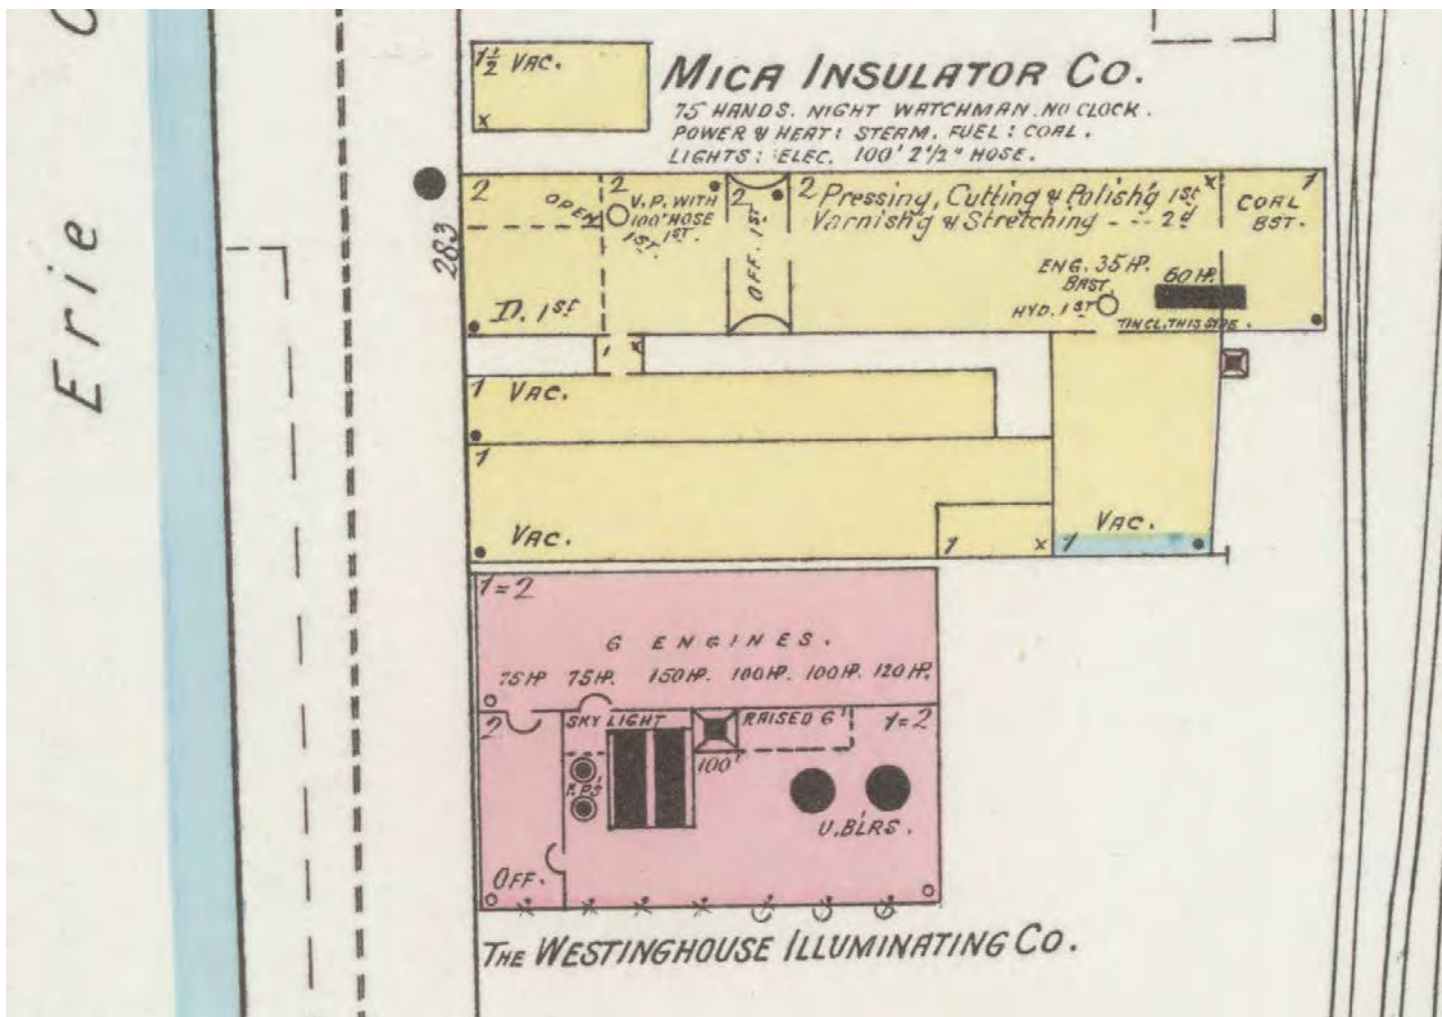 Erie C
1½ VAC.
x
MICA INSULATOR CO.
75 HANDS. NIGHT WATCHMAN. NO CLOCK.
POWER & HEAT: STEAM, FUEL: COAL.
LIGHTS: ELEC. 100' 2½" HOSE.
283
2
OPEN
D. 1st
2
V.P. WITH
100' HOSE
1ST. 1ST.
2
OFF. 1ST
2 Pressing, Cutting & Polish'g 1st
Varnish'g & Stretching - - - 2d
x
1
COAL
BST.
ENG. 35 HP.
BAST.
60 HP.
HYD. 1ST
TIN CL. THIS SIDE.
1 x
1
VAC.
1
VAC.
1 x
VAC.
1
1=2
6 ENGINES.
75 HP 75 HP. 150 HP. 100 HP. 100 HP. 120 HP.
2
SKY LIGHT
RAISED 6'
1=2
100'
F.P'S
U. BLRS.
OFF.
THE WESTINGHOUSE ILLUMINATING CO.